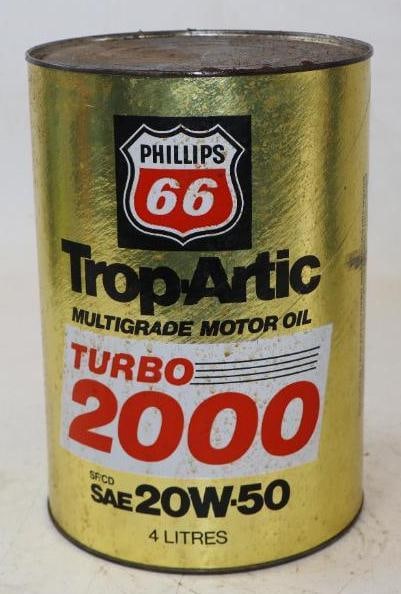 PHILLIPS
66
Trop-Artic
MULTIGRADE MOTOR OIL
TURBO
2000
SF/CD
SAE 20W-50
4 LITRES